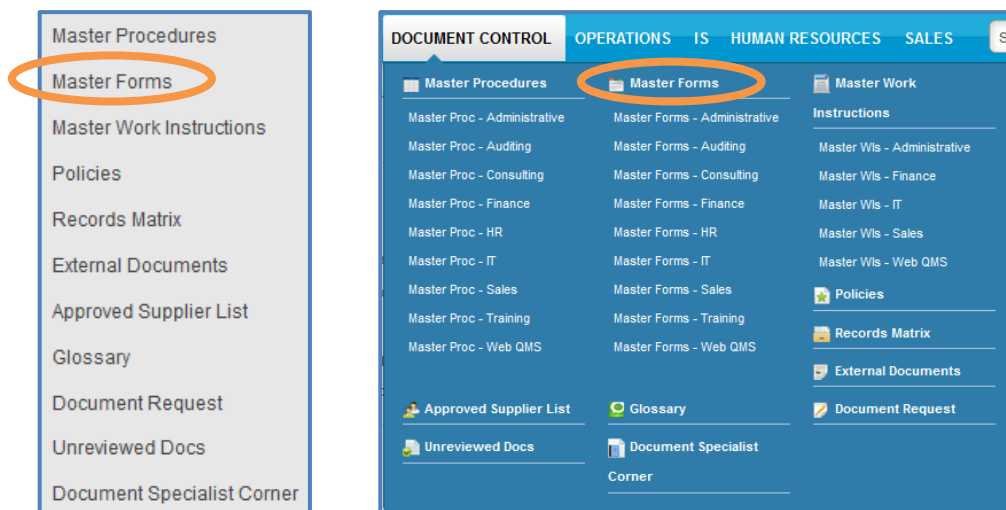 Master Procedures
Master Forms
Master Work Instructions
Policies
Records Matrix
External Documents
Approved Supplier List
Glossary
Document Request
Unreviewed Docs
Document Specialist Corner
DOCUMENT CONTROL OPERATIONS IS HUMAN RESOURCES SALES S
Master Procedures
Master Proc - Administrative
Master Proc - Auditing
Master Proc - Consulting
Master Proc - Finance
Master Proc - HR
Master Proc - IT
Master Proc - Sales
Master Proc - Training
Master Proc - Web QMS
Master Forms
Master Forms - Administrative
Master Forms - Auditing
Master Forms - Consulting
Master Forms - Finance
Master Forms - HR
Master Forms - IT
Master Forms - Sales
Master Forms - Training
Master Forms - Web QMS
Master Work
Instructions
Master WIs - Administrative
Master WIs - Finance
Master WIs - IT
Master WIs - Sales
Master WIs - Web QMS
Policies
Records Matrix
External Documents
Approved Supplier List
Glossary
Document Request
Unreviewed Docs
Document Specialist
Corner